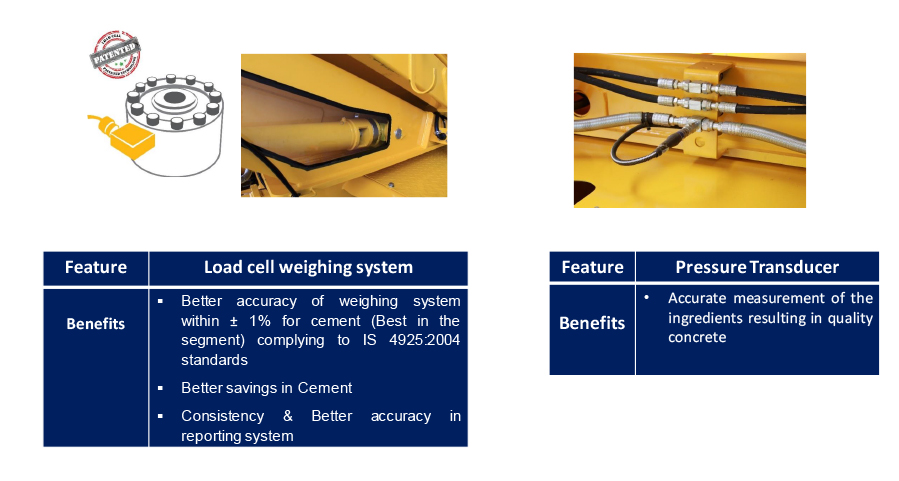 PATENTED
Feature
Load cell weighing system
Benefits
▪ Better accuracy of weighing system
within ± 1% for cement (Best in the
segment) complying to IS 4925:2004
standards
▪ Better savings in Cement
▪ Consistency & Better accuracy in
reporting system
Feature
Pressure Transducer
Benefits
• Accurate measurement of the
ingredients resulting in quality
concrete